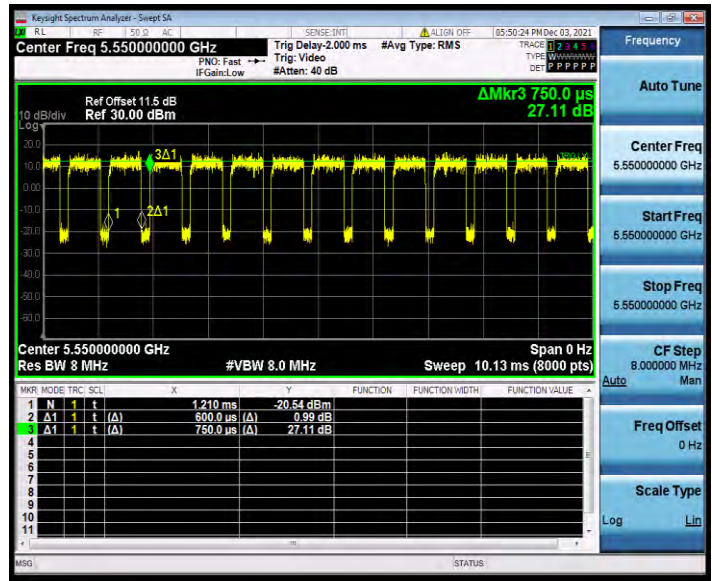 Keysight Spectrum Analyzer - Swept SA
LXI RL RF 50 Ω AC SENSE:INT ALIGN OFF 05:50:24 PM Dec 03, 2021
Center Freq 5.550000000 GHz
PNO: Fast
IFGain:Low
Trig Delay-2.000 ms
Trig: Video
#Atten: 40 dB
#Avg Type: RMS
TRACE 1 2 3 4 5 6
TYPE WWWWWW
DET P P P P P P
Frequency
ΔMkr3 750.0 µs
27.11 dB
Ref Offset 11.5 dB
10 dB/div Ref 30.00 dBm
Log
20.0
10.0
0.00
-10.0
-20.0
-30.0
-40.0
-50.0
-60.0
3Δ1
1
2Δ1
Center 5.550000000 GHz Span 0 Hz
Res BW 8 MHz #VBW 8.0 MHz Sweep 10.13 ms (8000 pts)
MKR MODE TRC SCL X Y FUNCTION FUNCTION WIDTH FUNCTION VALUE
1 N 1 t 1.210 ms -20.54 dBm
2 Δ1 1 t (Δ) 600.0 µs (Δ) 0.99 dB
3 Δ1 1 t (Δ) 750.0 µs (Δ) 27.11 dB
4
5
6
7
8
9
10
11
MSG STATUS
Auto Tune
Center Freq
5.550000000 GHz
Start Freq
5.550000000 GHz
Stop Freq
5.550000000 GHz
CF Step
8.000000 MHz
Auto Man
Freq Offset
0 Hz
Scale Type
Log Lin